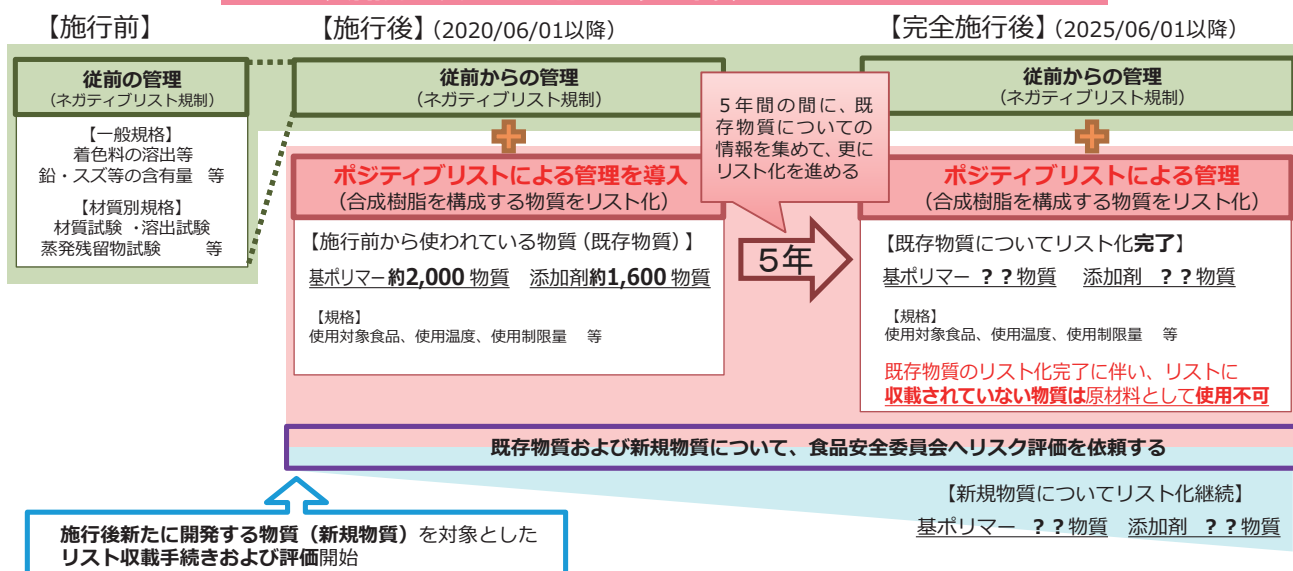 【施行前】
従前の管理
（ネガティブリスト規制）
【一般規格】
着色料の溶出等
鉛・スズ等の含有量　等
【材質別規格】
材質試験 ・溶出試験
蒸発残留物試験　　等
【施行後】（2020/06/01以降）
従前からの管理
（ネガティブリスト規制）
ポジティブリストによる管理を導入
（合成樹脂を構成する物質をリスト化）
【施行前から使われている物質（既存物質）】
基ポリマー約2,000 物質　添加剤約1,600 物質
【規格】
使用対象食品、使用温度、使用制限量　等
５年間の間に、既
存物質についての
情報を集めて、更に
リスト化を進める
５年
【完全施行後】（2025/06/01以降）
従前からの管理
（ネガティブリスト規制）
ポジティブリストによる管理
（合成樹脂を構成する物質をリスト化）
【既存物質についてリスト化完了】
基ポリマー　？？物質　添加剤　？？物質
【規格】
使用対象食品、使用温度、使用制限量　等
既存物質のリスト化完了に伴い、リストに
収載されていない物質は原材料として使用不可
既存物質および新規物質について、食品安全委員会へリスク評価を依頼する
施行後新たに開発する物質（新規物質）を対象とした
リスト収載手続きおよび評価開始
【新規物質についてリスト化継続】
基ポリマー　？？物質　添加剤　？？物質